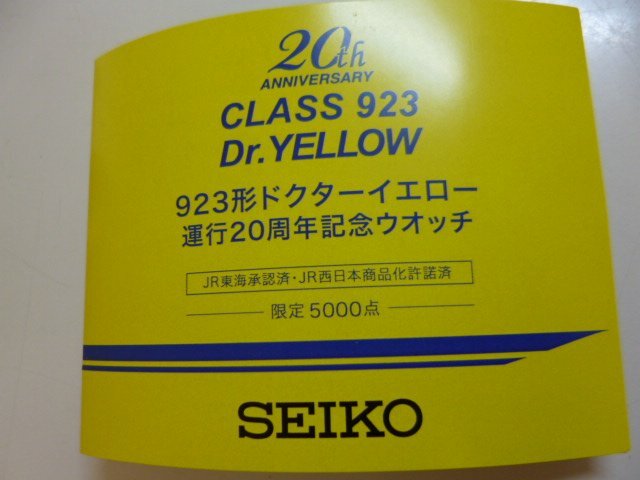 20th
ANNIVERSARY
CLASS 923
Dr.YELLOW
923形ドクターイエロー
運行20周年記念ウオッチ
JR東海承認済・JR西日本商品化許諾済
限定5000点
SEIKO